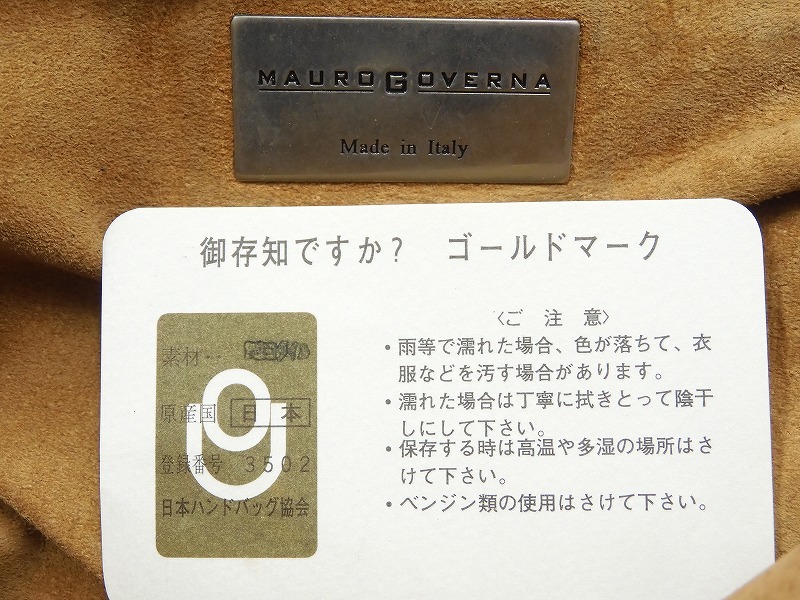 MAURO GOVERNA
Made in Italy
御存知ですか? ゴールドマーク
素材‥
原産国 日本
登録番号 3502
日本ハンドバッグ協会
〈ご 注 意〉
・雨等で濡れた場合、色が落ちて、衣
服などを汚す場合があります。
・濡れた場合は丁寧に拭きとって陰干
しにして下さい。
・保存する時は高温や多湿の場所はさ
けて下さい。
・ベンジン類の使用はさけて下さい。